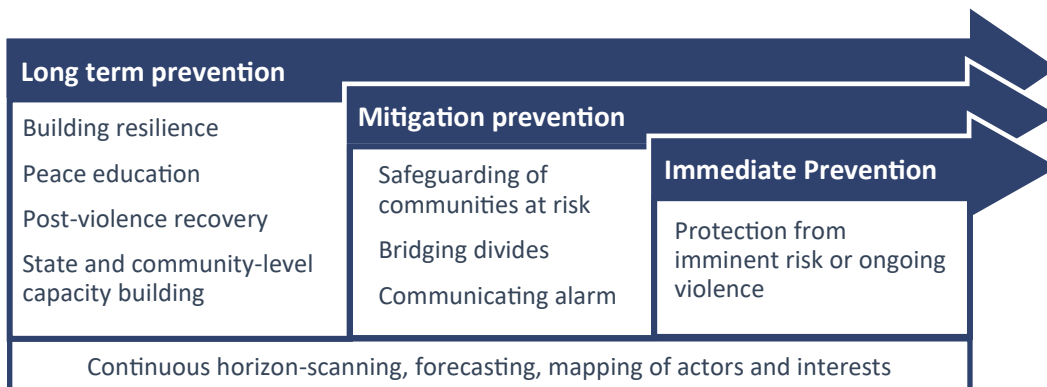 Long term prevention
Building resilience
Peace education
Post-violence recovery
State and community-level
capacity building
Mitigation prevention
Safeguarding of
communities at risk
Bridging divides
Communicating alarm
Immediate Prevention
Protection from
imminent risk or ongoing
violence
Continuous horizon-scanning, forecasting, mapping of actors and interests